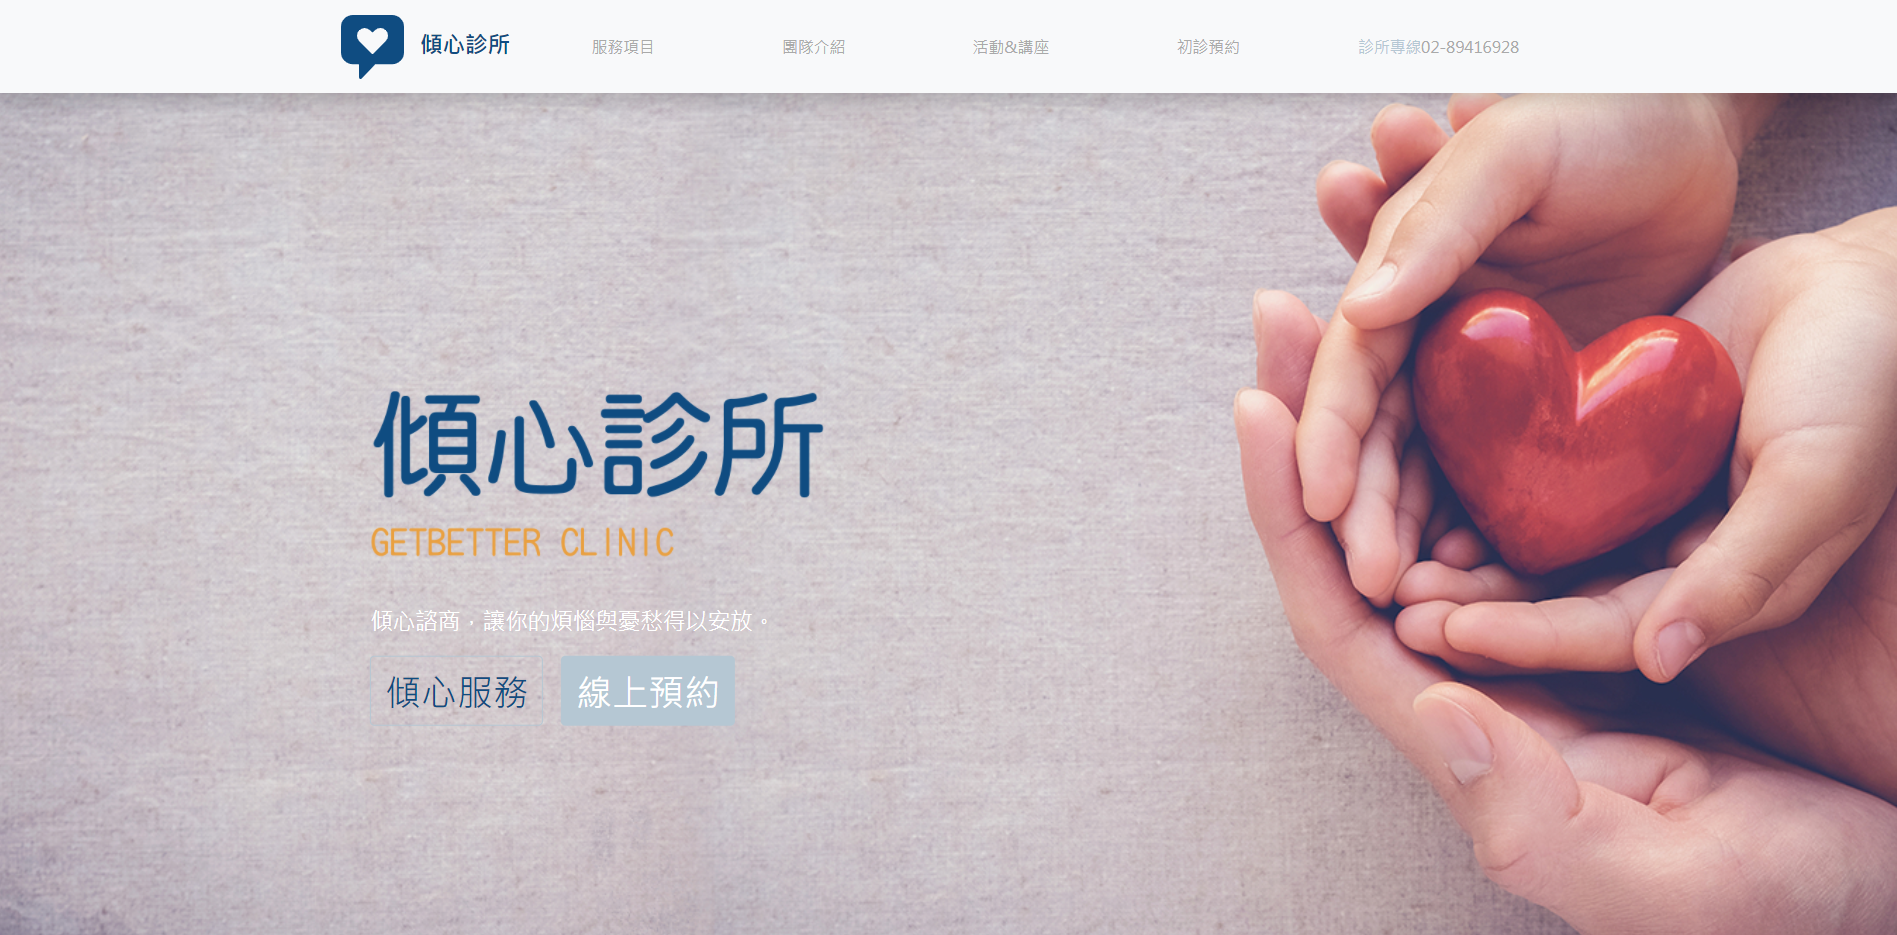 傾心診所
服務項目
團隊介紹
活動&講座
初診預約
診所專線02-89416928
傾心診所
GETBETTER CLINIC
傾心諮商，讓你的煩惱與憂愁得以安放。
傾心服務
線上預約